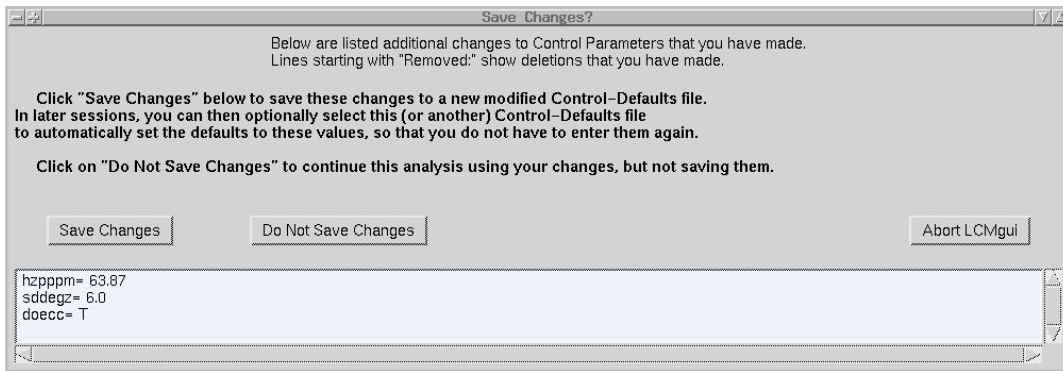 Save Changes?
Below are listed additional changes to Control Parameters that you have made.
Lines starting with "Removed:" show deletions that you have made.
Click "Save Changes" below to save these changes to a new modified Control-Defaults file.
In later sessions, you can then optionally select this (or another) Control-Defaults file
to automatically set the defaults to these values, so that you do not have to enter them again.
Click on "Do Not Save Changes" to continue this analysis using your changes, but not saving them.
Save Changes Do Not Save Changes Abort LCMgui
hzpppm= 63.87
sddegz= 6.0
doecc= T